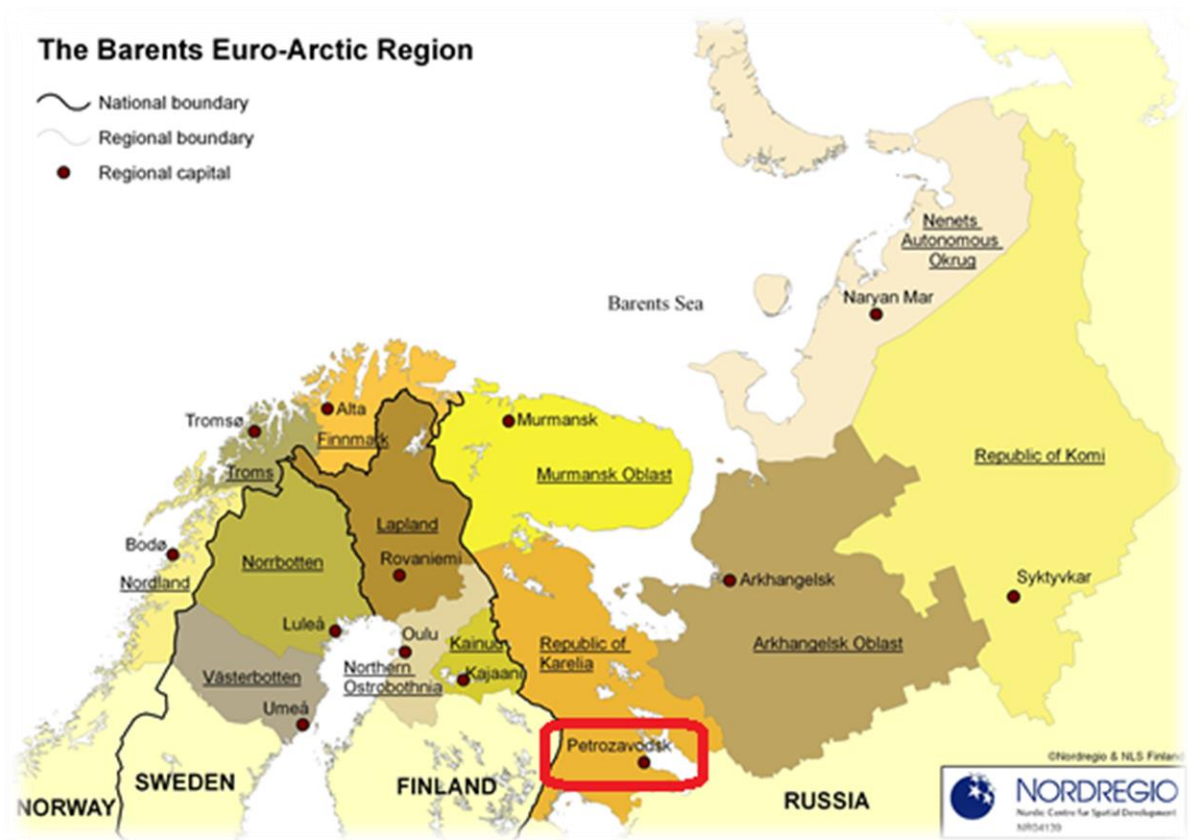 The Barents Euro-Arctic Region
National boundary
Regional boundary
Regional capital
Nenets
Autonomous
Okrug
Naryan Mar
Barents Sea
Alta
Tromsø
Finnmark
Murmansk
Troms
Murmansk Oblast
Republic of Komi
Lapland
Bodø
Rovaniemi
Norrbotten
Nordland
Arkhangelsk
Syktyvkar
Luleå
Oulu
Kainuu
Republic of
Karelia
Arkhangelsk Oblast
Northern
Ostrobothnia
Kajaani
Västerbotten
Umeå
Petrozavodsk
©Nordregio & NLS Finland
SWEDEN
FINLAND
NORWAY
RUSSIA
NORDREGIO
Nordic Centre for Spatial Development
NR04139